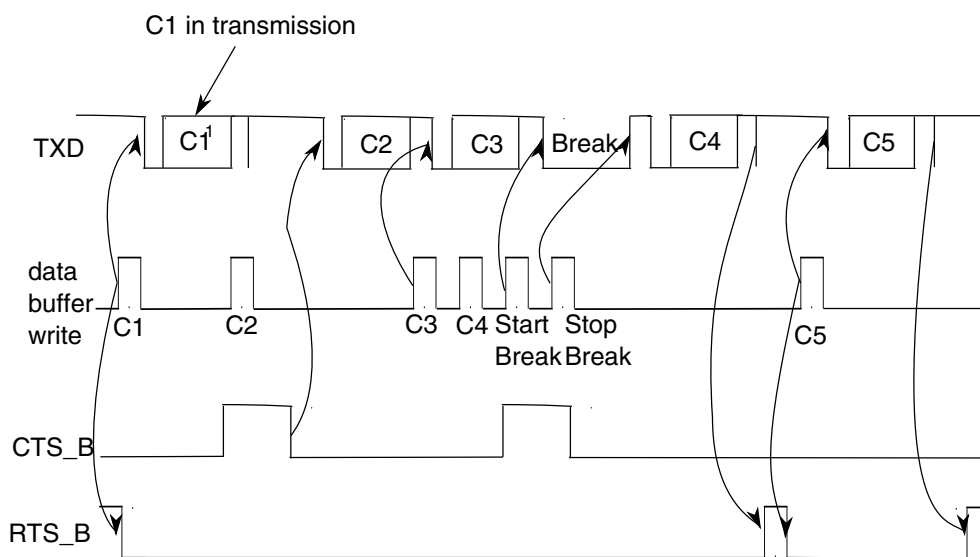 C1 in transmission
TXD
C1
1
C2
C3
Break
C4
C5
data
buffer
write
C1
C2
C3
C4
Start
Break
Stop
Break
C5
CTS_B
RTS_B